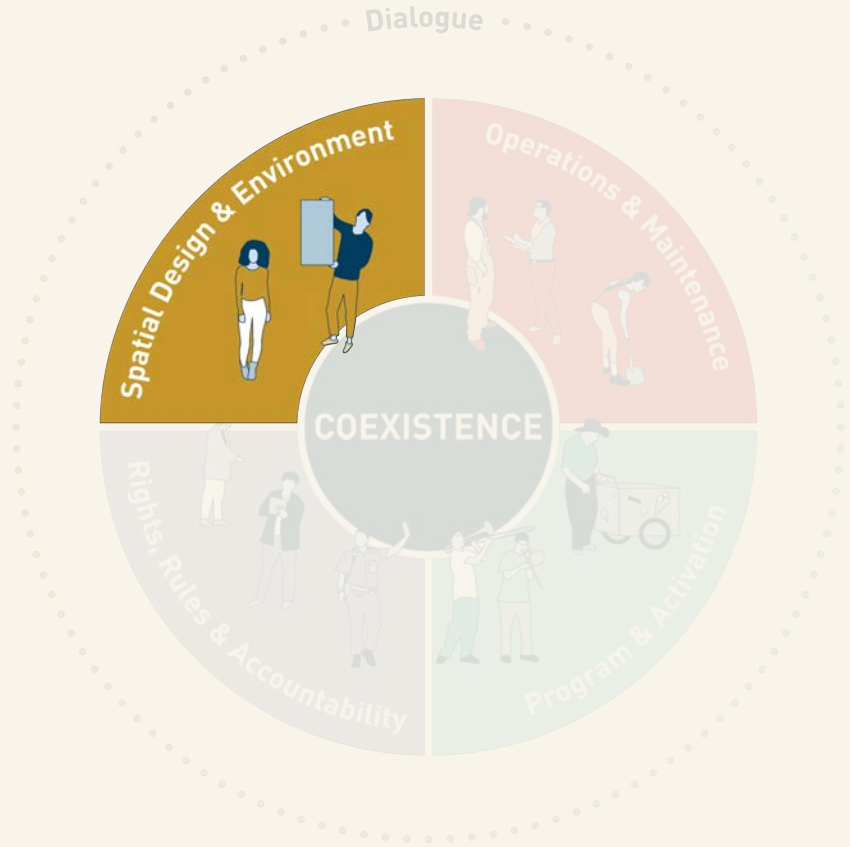 Dialogue
Spatial Design & Environment
Operations & Maintenance
COEXISTENCE
Rights, Rules & Accountability
Program & Activation